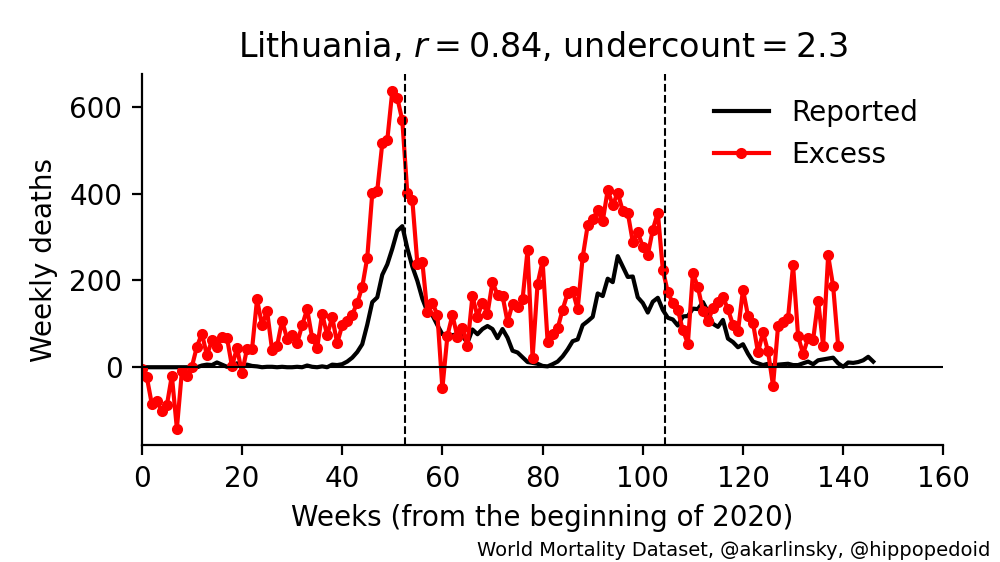 Lithuania, r = 0.84, undercount = 2.3
Reported
Excess
Weekly deaths
600
400
200
0
0 20 40 60 80 100 120 140 160
Weeks (from the beginning of 2020)
World Mortality Dataset, @akarlinsky, @hippopedoid